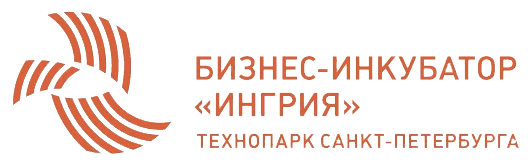 БИЗНЕС-ИНКУБАТОР
«ИНГРИЯ»
ТЕХНОПАРК САНКТ-ПЕТЕРБУРГА